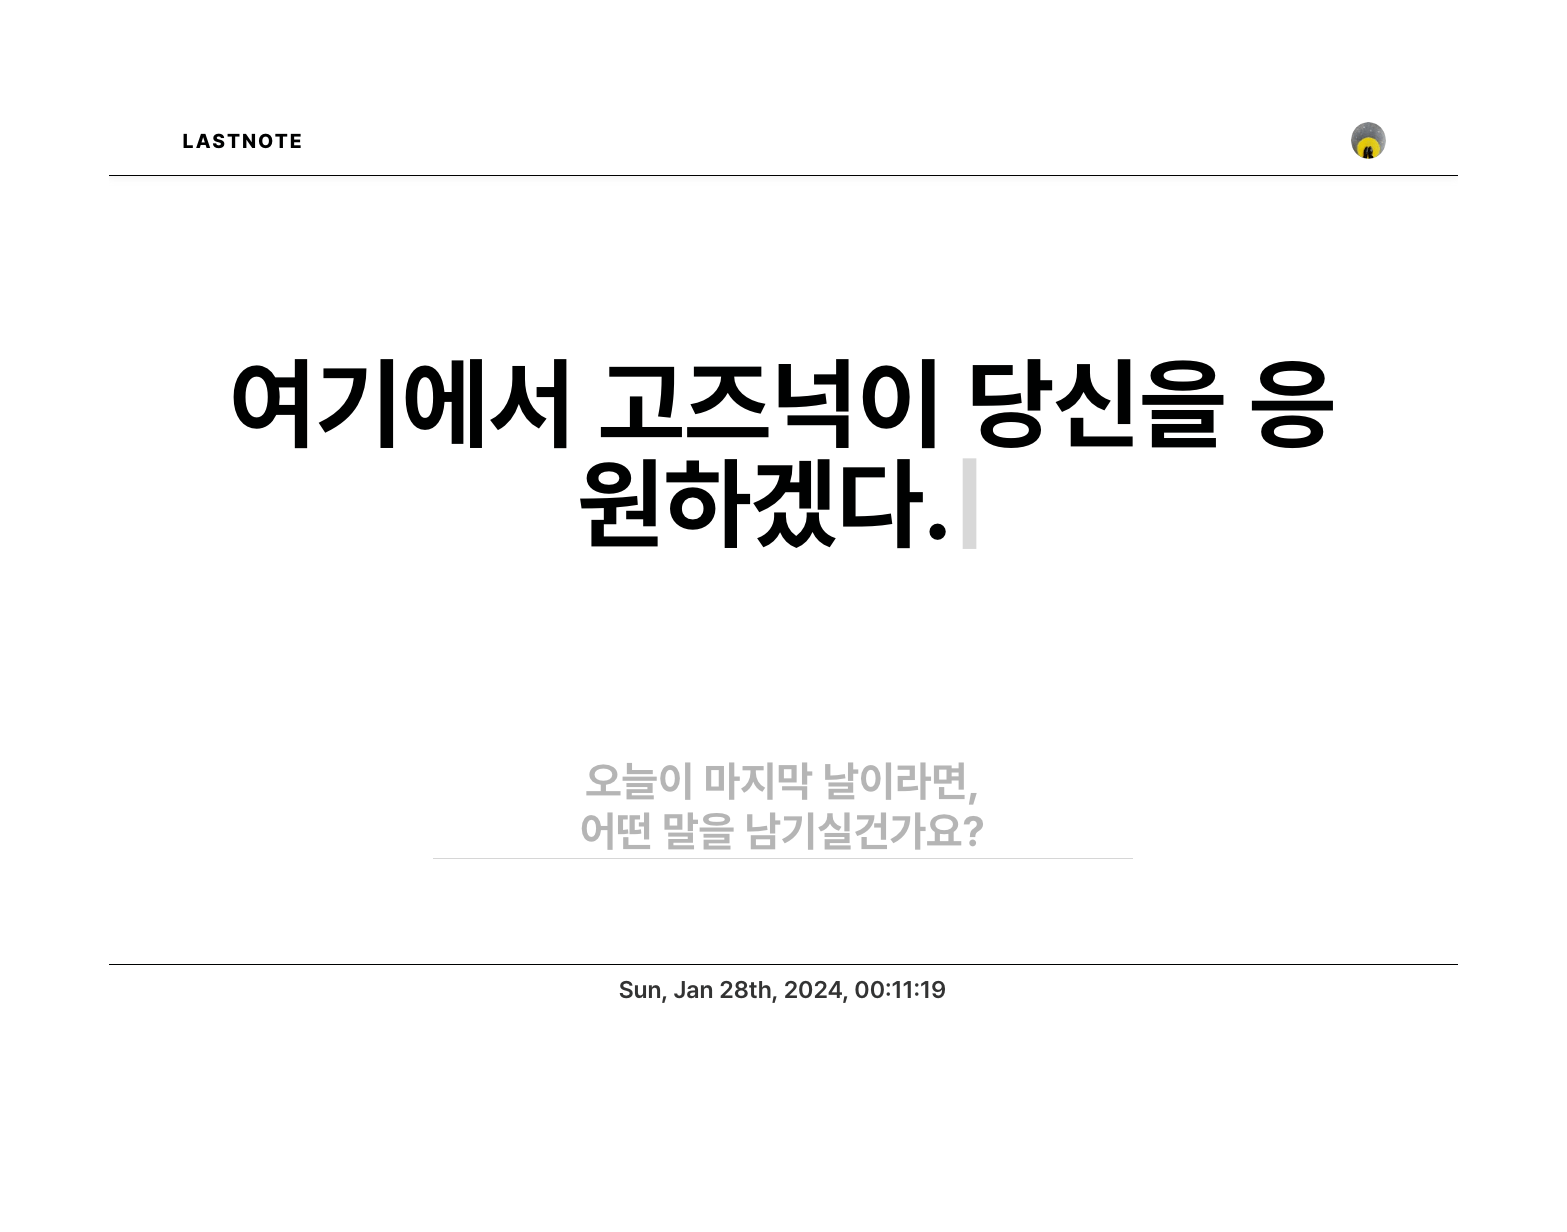 LASTNOTE
여기에서 고즈넉이 당신을 응
원하겠다.
오늘이 마지막 날이라면,
어떤 말을 남기실건가요?
Sun, Jan 28th, 2024, 00:11:19